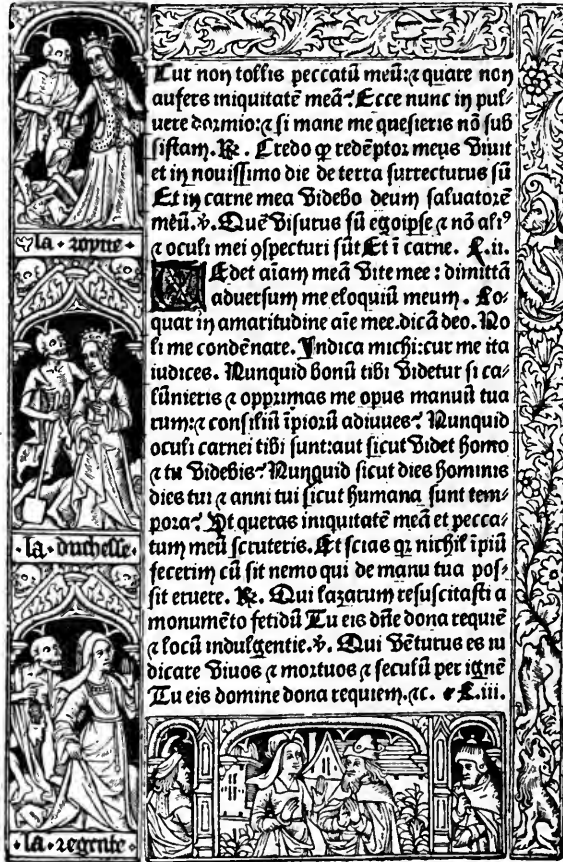 Cur non tollis peccatū meū: ⁊ quare non
aufers iniquitatē meā? Ecce nunc in pul-
uere dormio: ⁊ si mane me quesieris nō sub
sistam. ℟. Credo ꝙ redēptor meus viuit
et in nouissimo die de terra surrecturus sū
Et in carne mea videbo deum saluatorē
mēū. ℣. Quē visurus sū egoipse ⁊ nō aliꝰ
⁊ oculi mei ꝯspecturi sūt Et ī carne. L.ii.
Tedet aīam meā vite mee: dimittā
aduersum me eloquiū meum. Lo-
quar in amaritudine aīe mee. dicā deo. No
li me condēnare. Indica michi: cur me ita
iudices. Nunquid bonū tibi videtur si ca-
lūnieris ⁊ opprimas me opus manuū tua
rum: ⁊ consiliū īpiorū adiuues? Nunquid
oculi carnei tibi sunt: aut sicut videt homo
⁊ tu videbis? Nunquid sicut dies hominis
dies tui ⁊ anni tui sicut humana sunt tem-
pora? Vt queras iniquitatē meā et pecca-
tum meū scruteris. Et scias qꝛ nichil īpiū
fecerim cū sit nemo qui de manu tua pos-
sit eruere. ℟. Qui lazarum resuscitasti a
monumēto fetidū Tu eis dn̄e dona requiē
⁊ locū indulgentie. ℣. Qui vēturus es iu
dicare viuos ⁊ mortuos ⁊ seculū per ignē
Tu eis domine dona requiem. ⁊c. L.iii.
la royne
la duchesse
la regente